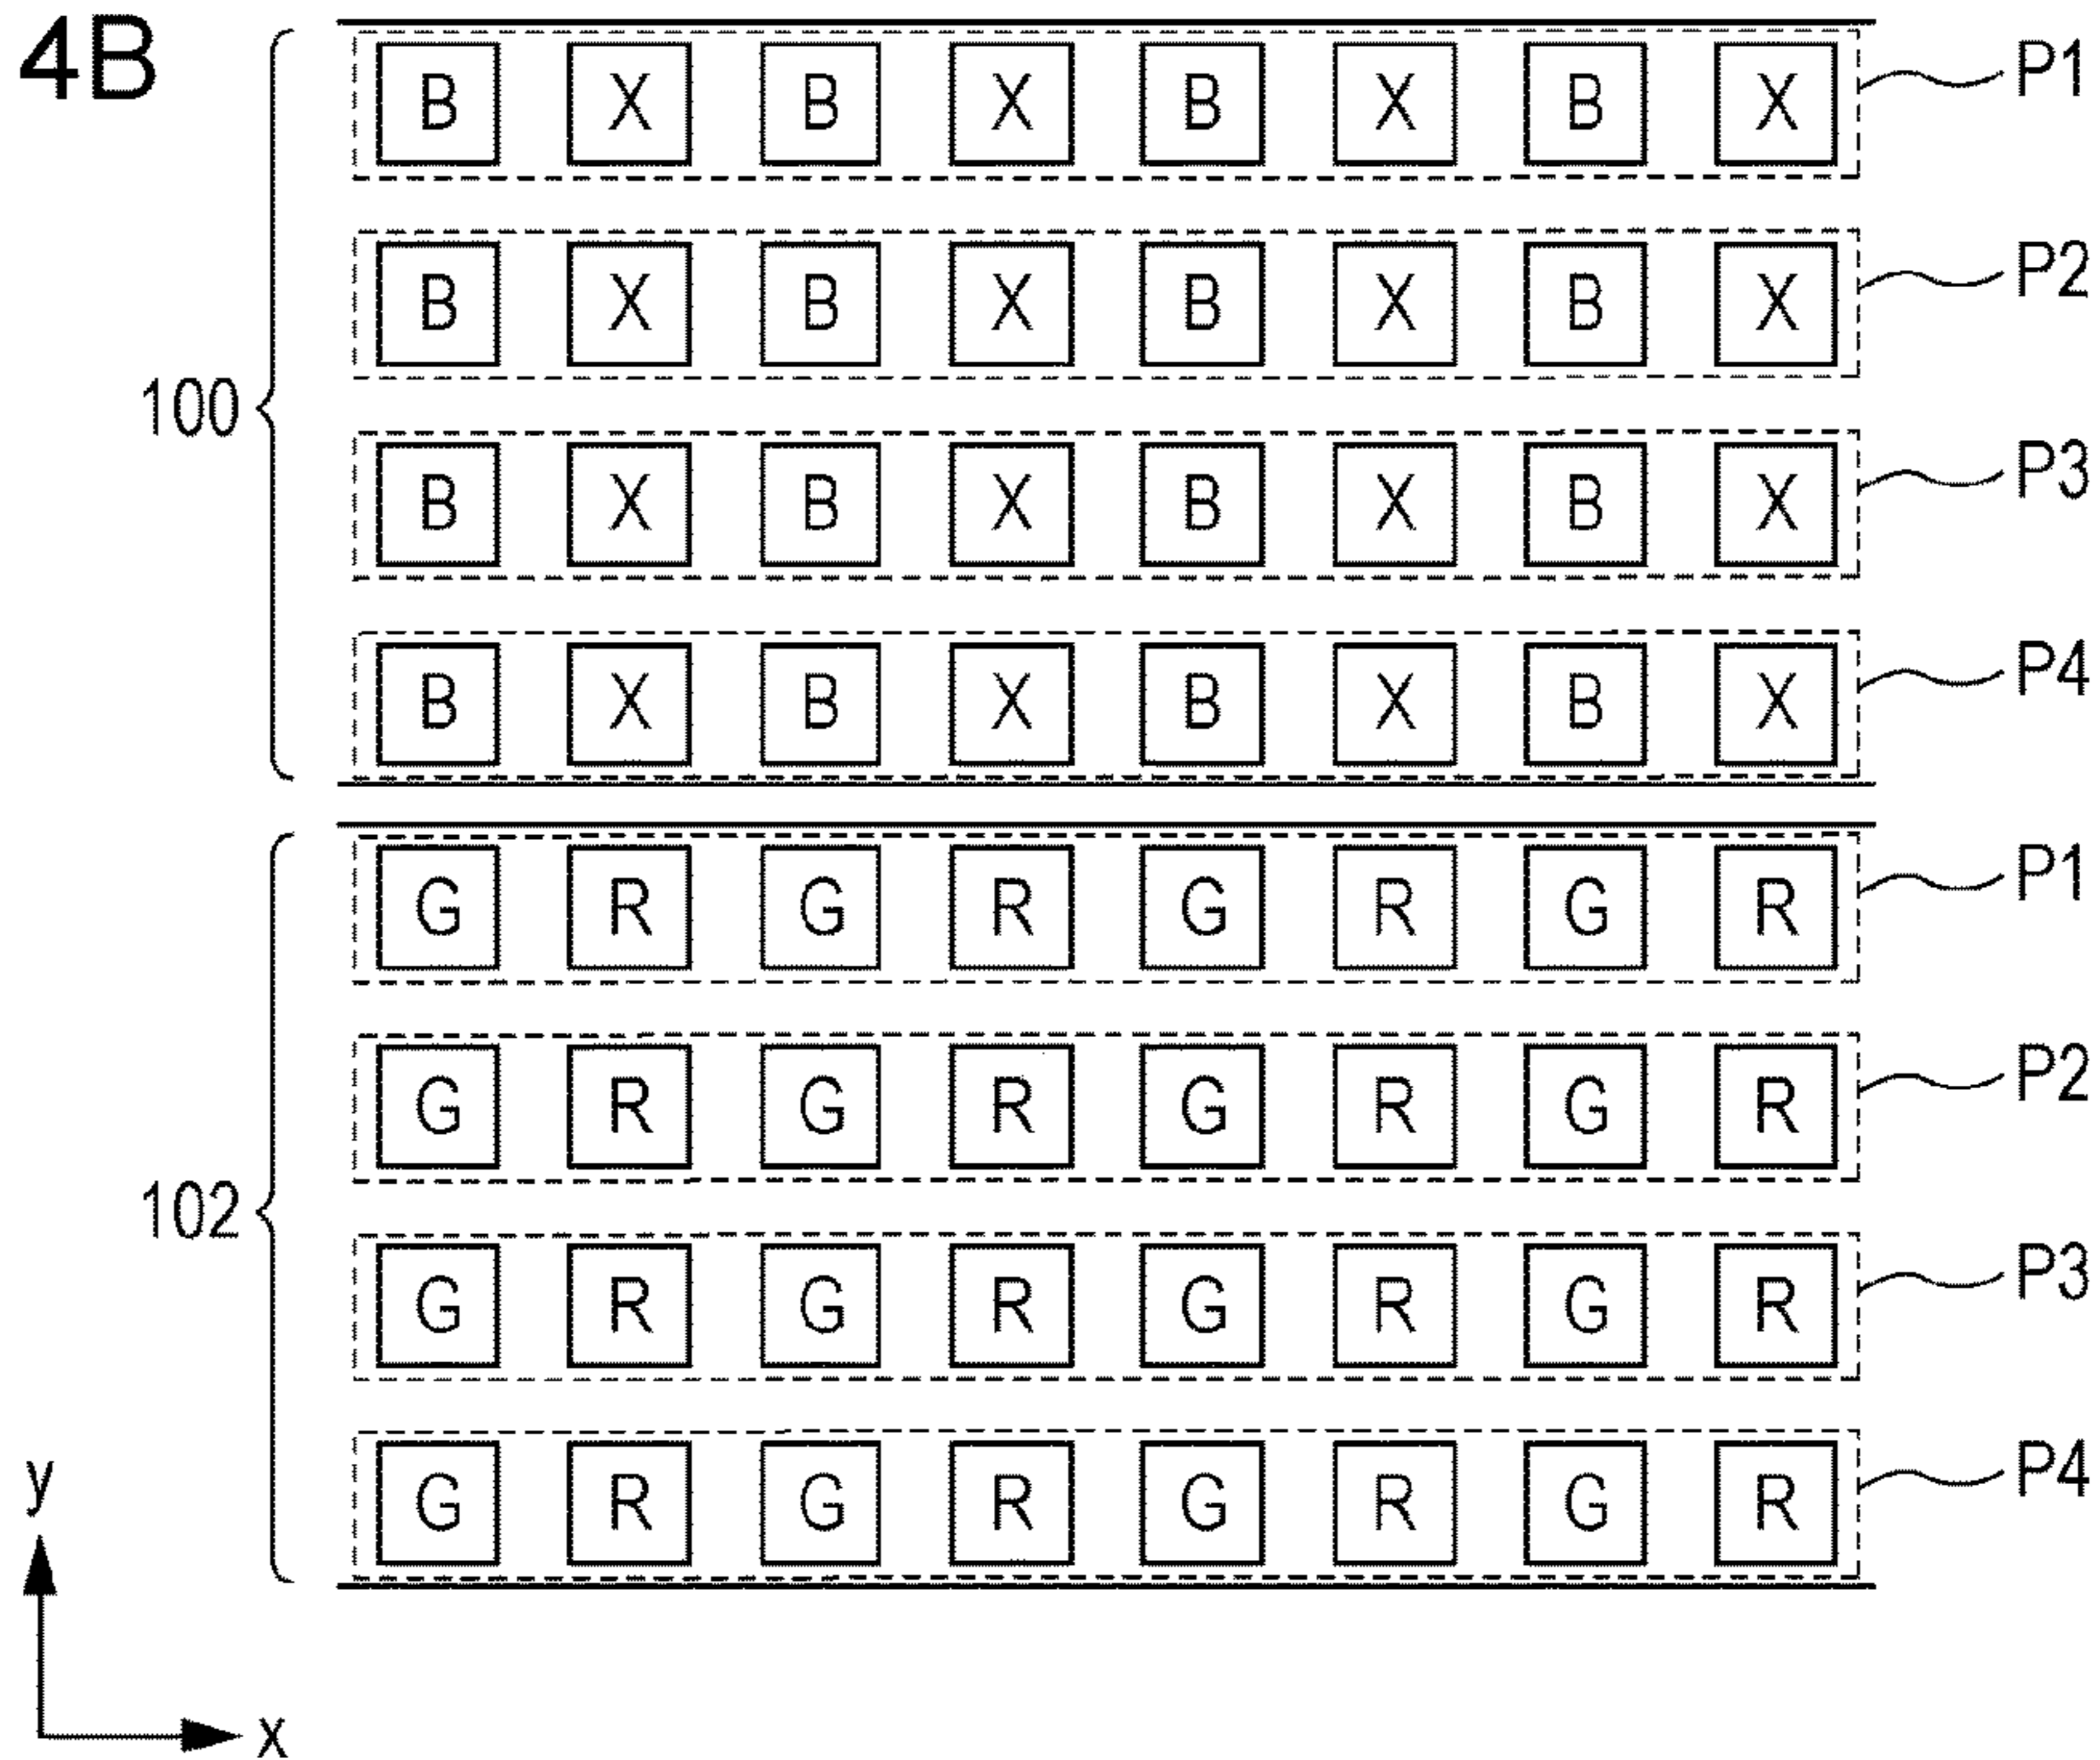 4B
B X B X B X B X P1
B X B X B X B X P2
100
B X B X B X B X P3
B X B X B X B X P4
G R G R G R G R P1
G R G R G R G R P2
102
G R G R G R G R P3
G R G R G R G R P4
y
x